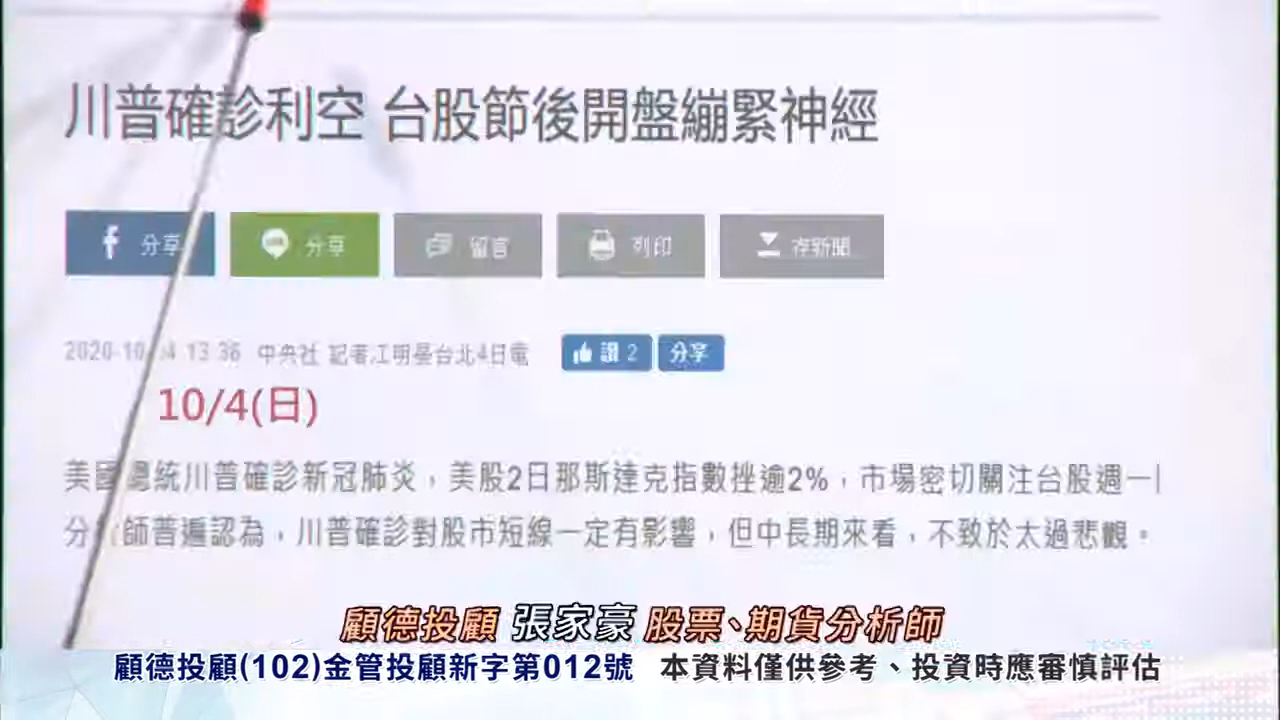 川普確診利空 台股節後開盤繃緊神經
分享 分享 留言 列印 存新聞
2020-10 4 13:36 中央社 記者江明晏台北4日電 讚 2 分享
10/4(日)
美國總統川普確診新冠肺炎，美股2日那斯達克指數挫逾2%，市場密切關注台股週一
分析師普遍認為，川普確診對股市短線一定有影響，但中長期來看，不致於太過悲觀。
顧德投顧 張家豪 股票、期貨分析師
顧德投顧(102)金管投顧新字第012號 本資料僅供參考、投資時應審慎評估